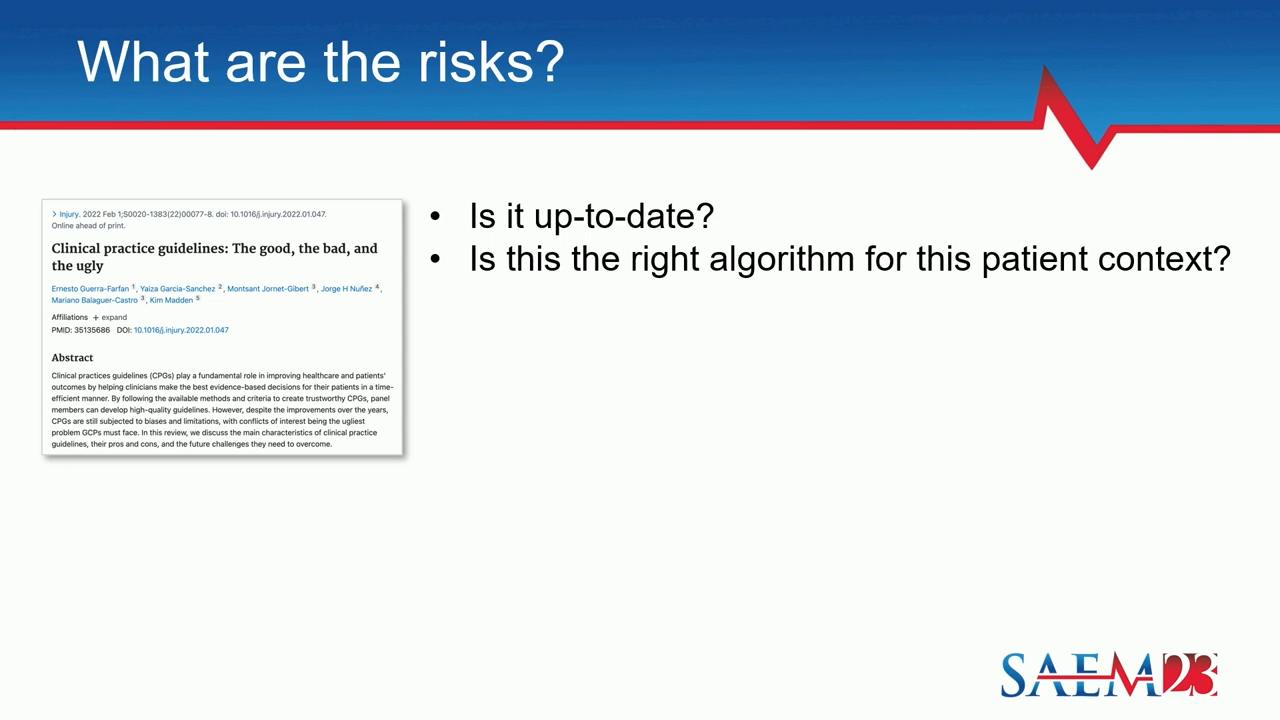 What are the risks?
> Injury. 2022 Feb 1;S0020-1383(22)00077-8. doi: 10.1016/j.injury.2022.01.047.
Online ahead of print.
Clinical practice guidelines: The good, the bad, and
the ugly
Ernesto Guerra-Farfan 1, Yaiza Garcia-Sanchez 2, Montsant Jornet-Gibert 3, Jorge H Nuñez 4,
Mariano Balaguer-Castro 3, Kim Madden 5
Affiliations + expand
PMID: 35135686 DOI: 10.1016/j.injury.2022.01.047
Abstract
Clinical practices guidelines (CPGs) play a fundamental role in improving healthcare and patients'
outcomes by helping clinicians make the best evidence-based decisions for their patients in a time-
efficient manner. By following the available methods and criteria to create trustworthy CPGs, panel
members can develop high-quality guidelines. However, despite the improvements over the years,
CPGs are still subjected to biases and limitations, with conflicts of interest being the ugliest
problem GCPs must face. In this review, we discuss the main characteristics of clinical practice
guidelines, their pros and cons, and the future challenges they need to overcome.
• Is it up-to-date?
• Is this the right algorithm for this patient context?
SAEM23